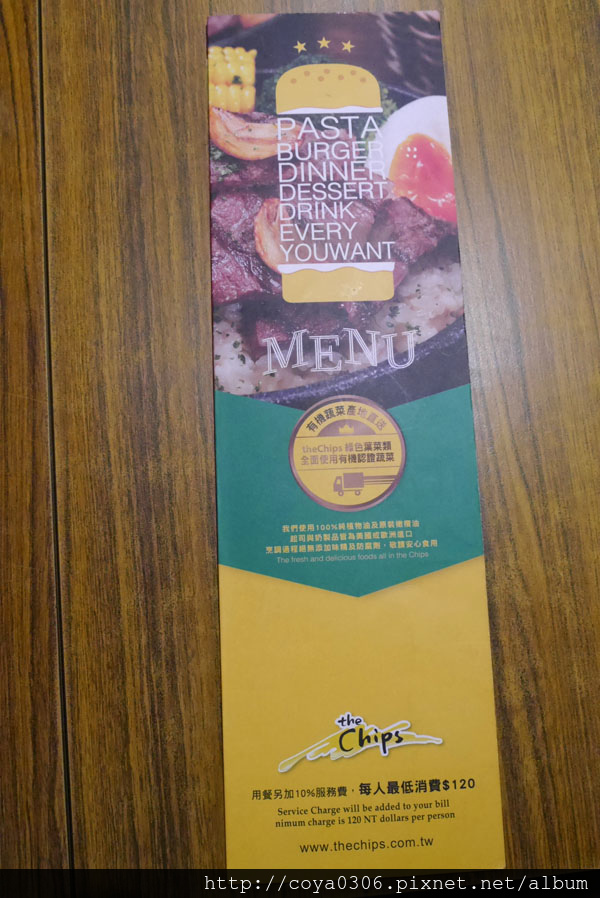 PASTA
BURGER
DINNER
DESSERT
DRINK
EVERY
YOUWANT
MENU
有機蔬菜產地直送
theChips 綠色葉菜類
全面使用有機認證蔬菜
我們使用100%純植物油及原裝橄欖油
起司與奶製品皆為美國或歐洲進口
烹調過程絕無添加味精及防腐劑，敬請安心食用
The fresh and delicious foods all in the Chips
the
Chips
用餐另加10%服務費，每人最低消費$120
Service Charge will be added to your bill
nimum charge is 120 NT dollars per person
www.thechips.com.tw
http://coya0306.pixnet.net/album